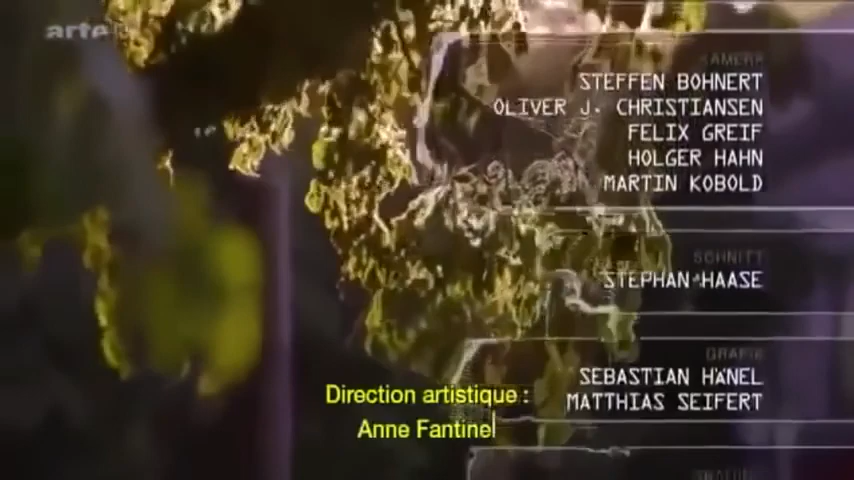 arte
KAMERA
STEFFEN BOHNERT
OLIVER J. CHRISTIANSEN
FELIX GREIF
HOLGER HAHN
MARTIN KOBOLD
SCHNITT
STEPHAN HAASE
GRAFIK
SEBASTIAN HÄNEL
MATTHIAS SEIFERT
Direction artistique :
Anne Fantinel